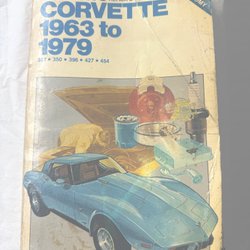 CORVETTE
1963 to
1979
327 • 350 • 396 • 427 • 454